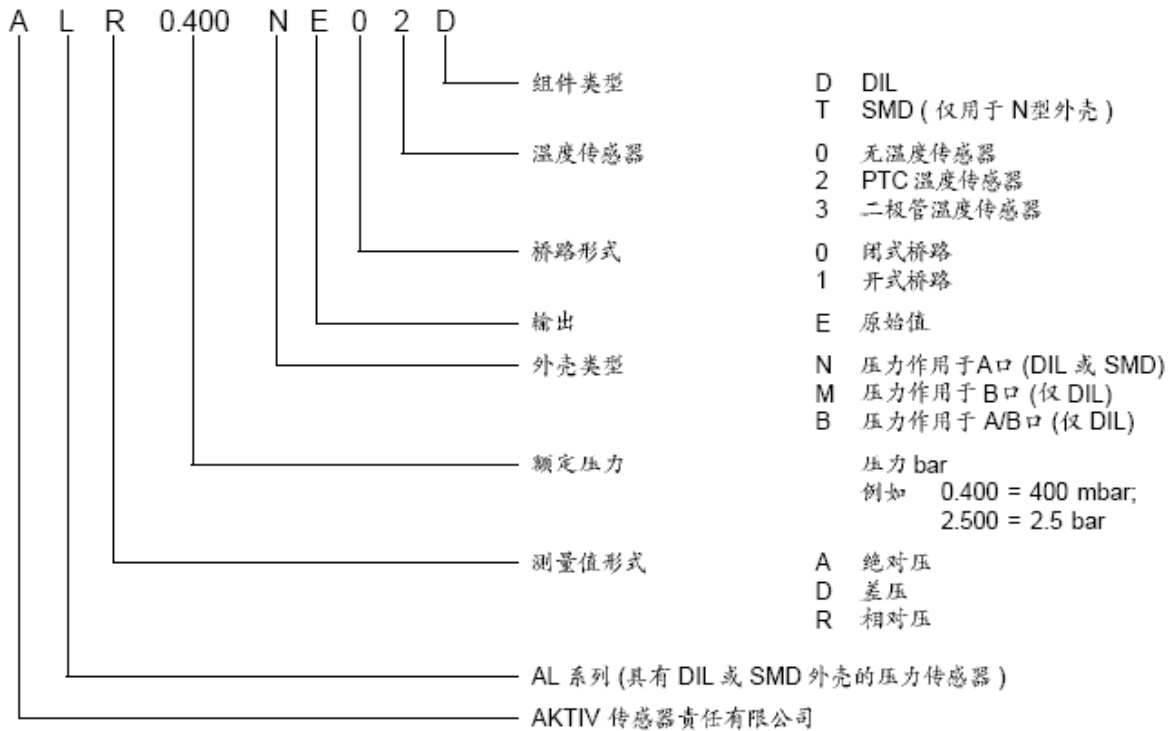 A L R 0.400 N E 0 2 D
组件类型 D DIL
T SMD ( 仅用于 N型外壳 )
温度传感器 0 无温度传感器
2 PTC 温度传感器
3 二极管温度传感器
桥路形式 0 闭式桥路
1 开式桥路
输出 E 原始值
外壳类型 N 压力作用于A口 (DIL 或 SMD)
M 压力作用于 B口 (仅 DIL)
B 压力作用于 A/B口 (仅 DIL)
额定压力 压力 bar
例如 0.400 = 400 mbar;
2.500 = 2.5 bar
测量值形式 A 绝对压
D 差压
R 相对压
AL 系列 (具有 DIL 或 SMD 外壳的压力传感器 )
AKTIV 传感器责任有限公司